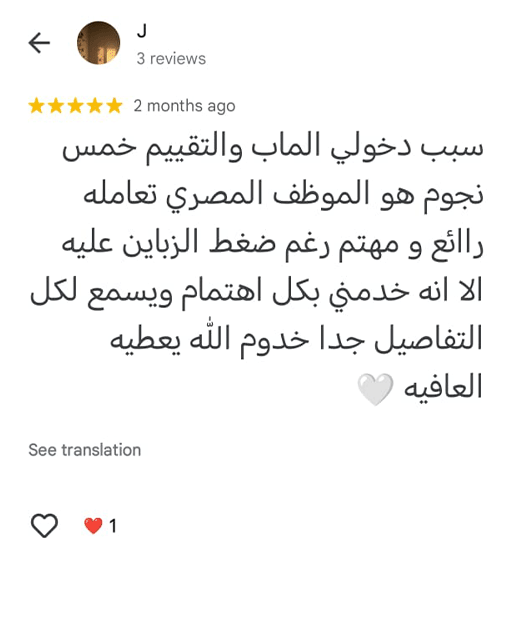 J
3 reviews
2 months ago
سبب دخولي الماب والتقييم خمس
نجوم هو الموظف المصري تعامله
راائع و مهتم رغم ضغط الزباين عليه
الا انه خدمني بكل اهتمام ويسمع لكل
التفاصيل جدا خدوم الله يعطيه
العافيه 🤍
See translation
❤️ 1